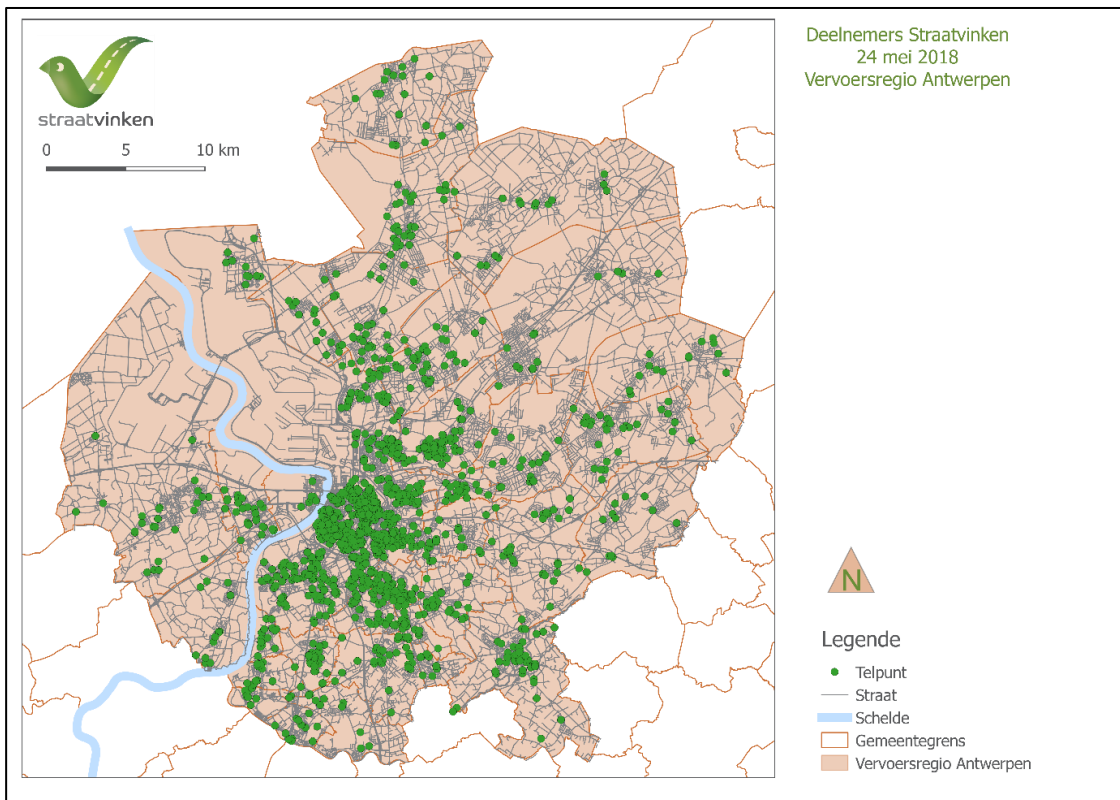 straatvinken
0 5 10 km
Deelnemers Straatvinken
24 mei 2018
Vervoersregio Antwerpen
N
Legende
Telpunt
Straat
Schelde
Gemeentegrens
Vervoersregio Antwerpen